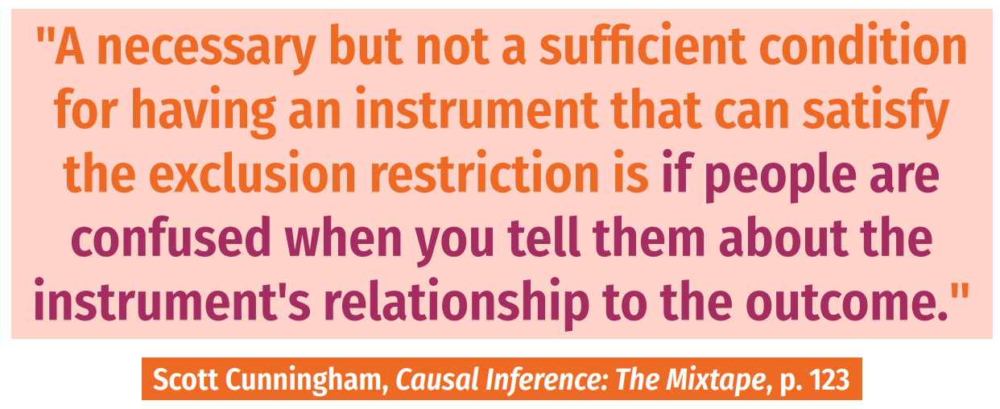 "A necessary but not a sufficient condition
for having an instrument that can satisfy
the exclusion restriction is if people are
confused when you tell them about the
instrument's relationship to the outcome."
Scott Cunningham, Causal Inference: The Mixtape, p. 123